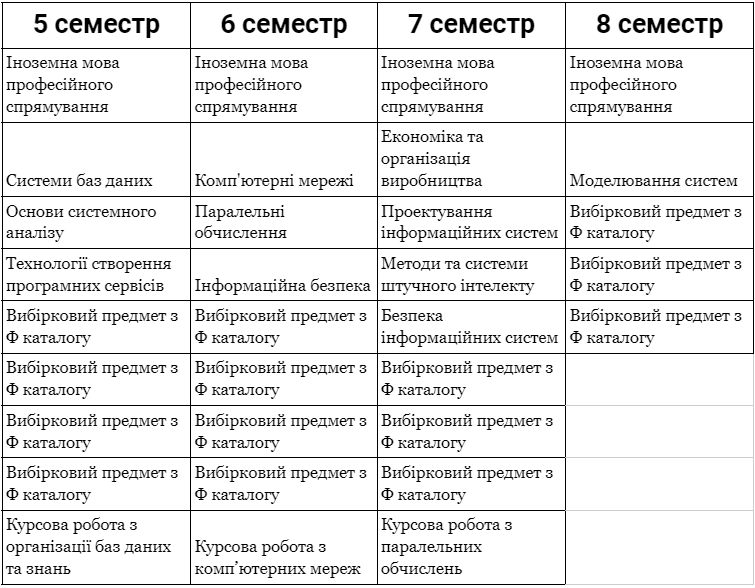 5 семестр
6 семестр
7 семестр
8 семестр
Іноземна мова
професійного
спрямування
Іноземна мова
професійного
спрямування
Іноземна мова
професійного
спрямування
Іноземна мова
професійного
спрямування
Системи баз даних
Комп'ютерні мережі
Економіка та
організація
виробництва
Моделювання систем
Основи системного
аналізу
Паралельні
обчислення
Проектування
інформаційних систем
Вибірковий предмет з
Ф каталогу
Технології створення
програмних сервісів
Інформаційна безпека
Методи та системи
штучного інтелекту
Вибірковий предмет з
Ф каталогу
Вибірковий предмет з
Ф каталогу
Вибірковий предмет з
Ф каталогу
Безпека
інформаційних систем
Вибірковий предмет з
Ф каталогу
Вибірковий предмет з
Ф каталогу
Вибірковий предмет з
Ф каталогу
Вибірковий предмет з
Ф каталогу
Вибірковий предмет з
Ф каталогу
Вибірковий предмет з
Ф каталогу
Вибірковий предмет з
Ф каталогу
Вибірковий предмет з
Ф каталогу
Вибірковий предмет з
Ф каталогу
Вибірковий предмет з
Ф каталогу
Курсова робота з
організації баз даних
та знань
Курсова робота з
комп’ютерних мереж
Курсова робота з
паралельних
обчислень